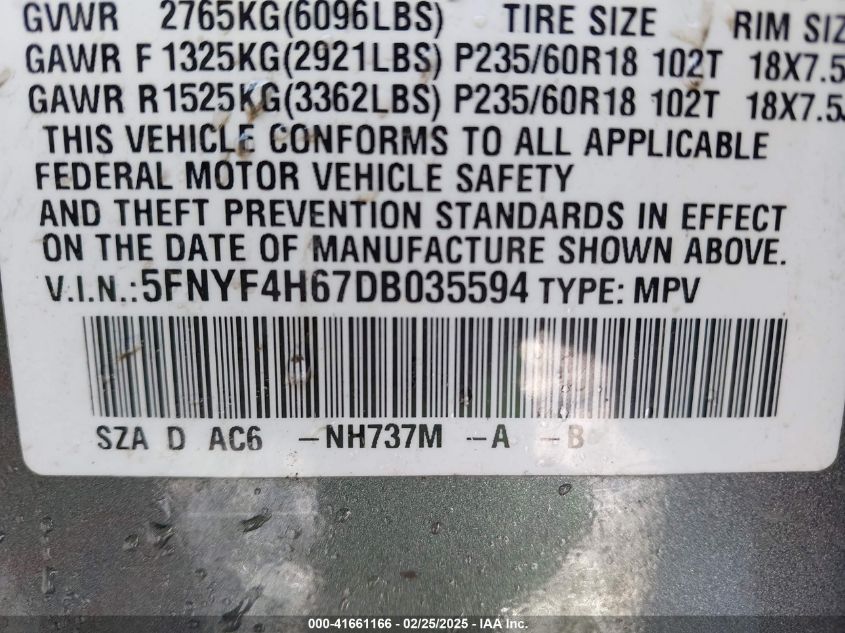 GVWR 2765KG(6096LBS) TIRE SIZE RIM SIZ
GAWR F 1325KG(2921LBS) P235/60R18 102T 18X7.5
GAWR R1525KG(3362LBS) P235/60R18 102T 18X7.5J
THIS VEHICLE CONFORMS TO ALL APPLICABLE
FEDERAL MOTOR VEHICLE SAFETY
AND THEFT PREVENTION STANDARDS IN EFFECT
ON THE DATE OF MANUFACTURE SHOWN ABOVE.
V.I.N.:5FNYF4H67DB035594 TYPE: MPV
SZA D AC6 -NH737M -A -B
000-41661166 - 02/25/2025 - IAA -